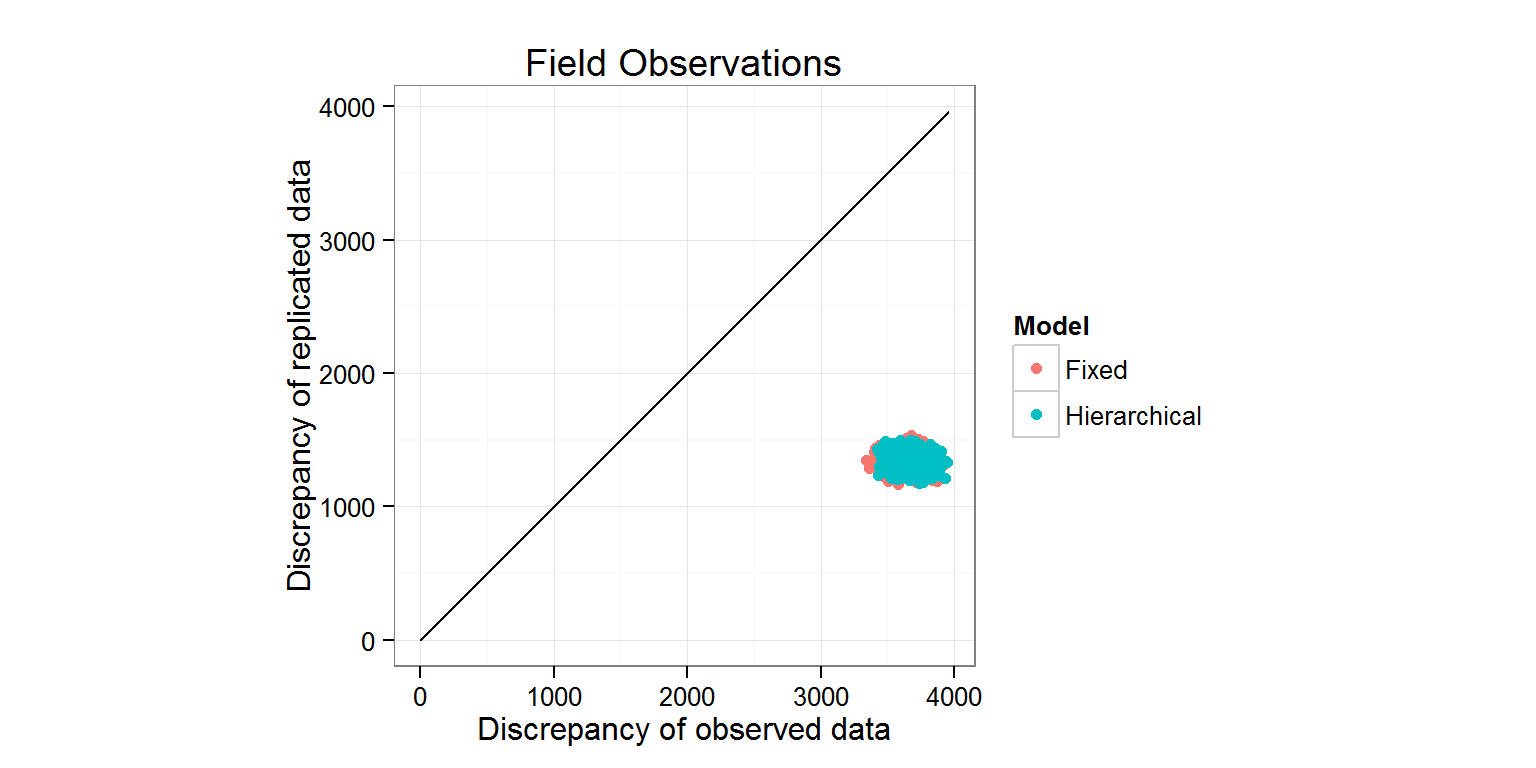 Field Observations
Discrepancy of replicated data
4000
3000
2000
1000
0
0 1000 2000 3000 4000
Discrepancy of observed data
Model
Fixed
Hierarchical